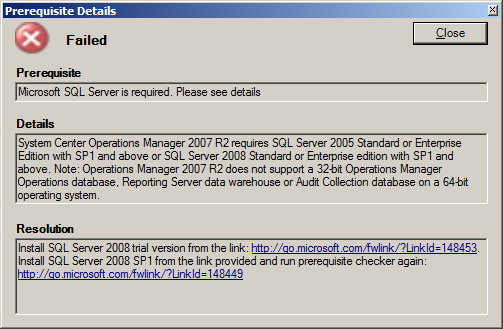 Prerequisite Details
Failed
Close
Prerequisite
Microsoft SQL Server is required. Please see details
Details
System Center Operations Manager 2007 R2 requires SQL Server 2005 Standard or Enterprise
Edition with SP1 and above or SQL Server 2008 Standard or Enterprise edition with SP1 and
above. Note: Operations Manager 2007 R2 does not support a 32-bit Operations Manager
Operations database, Reporting Server data warehouse or Audit Collection database on a 64-bit
operating system.
Resolution
Install SQL Server 2008 trial version from the link: http://go.microsoft.com/fwlink/?LinkId=148453.
Install SQL Server 2008 SP1 from the link provided and run prerequisite checker again:
http://go.microsoft.com/fwlink/?LinkId=148449